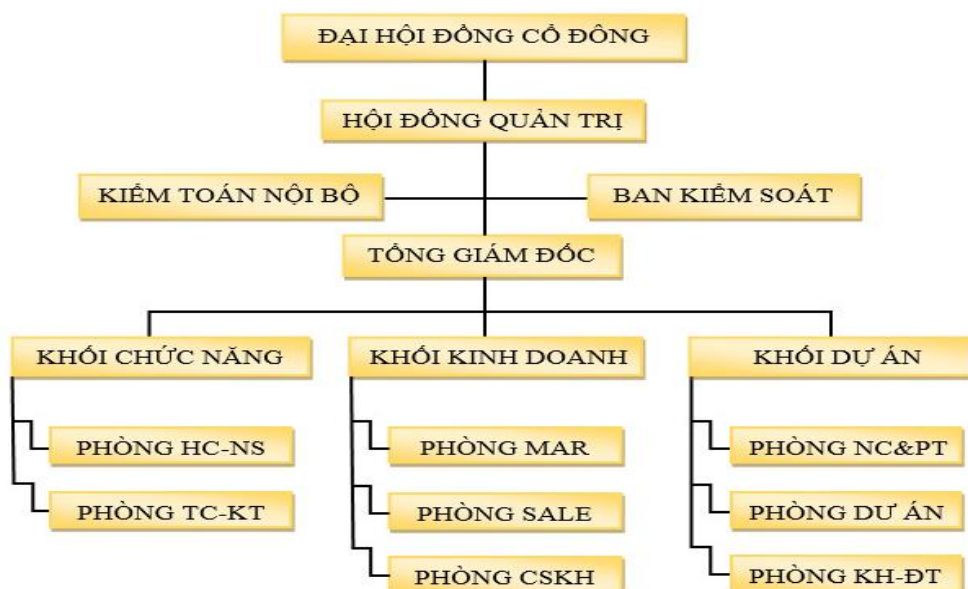 ĐẠI HỘI ĐỒNG CỔ ĐÔNG
HỘI ĐỒNG QUẢN TRỊ
KIỂM TOÁN NỘI BỘ
BAN KIỂM SOÁT
TỔNG GIÁM ĐỐC
KHỐI CHỨC NĂNG
KHỐI KINH DOANH
KHỐI DỰ ÁN
PHÒNG HC-NS
PHÒNG MAR
PHÒNG NC&PT
PHÒNG TC-KT
PHÒNG SALE
PHÒNG DỰ ÁN
PHÒNG CSKH
PHÒNG KH-ĐT